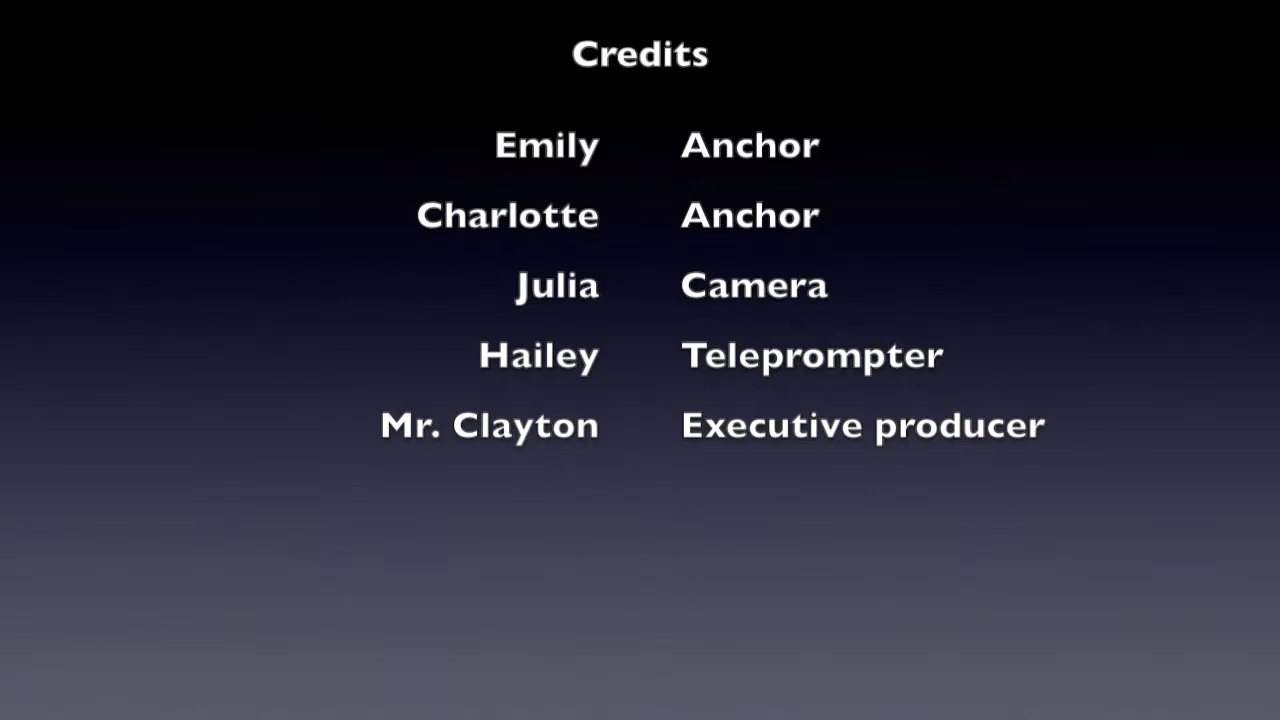 Credits
Emily Anchor
Charlotte Anchor
Julia Camera
Hailey Teleprompter
Mr. Clayton Executive producer